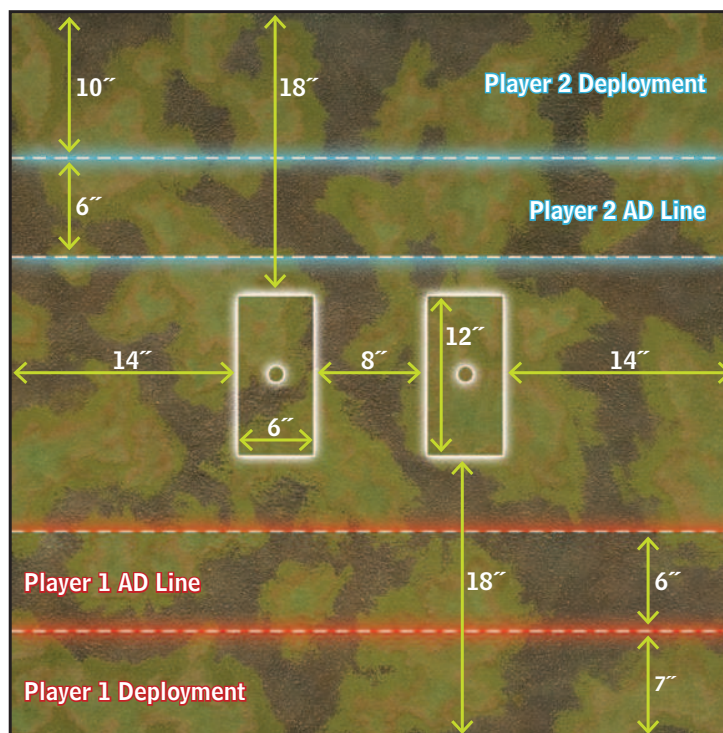 10″
18″
Player 2 Deployment
6″
Player 2 AD Line
12″
14″
8″
14″
6″
Player 1 AD Line
18″
6″
Player 1 Deployment
7″